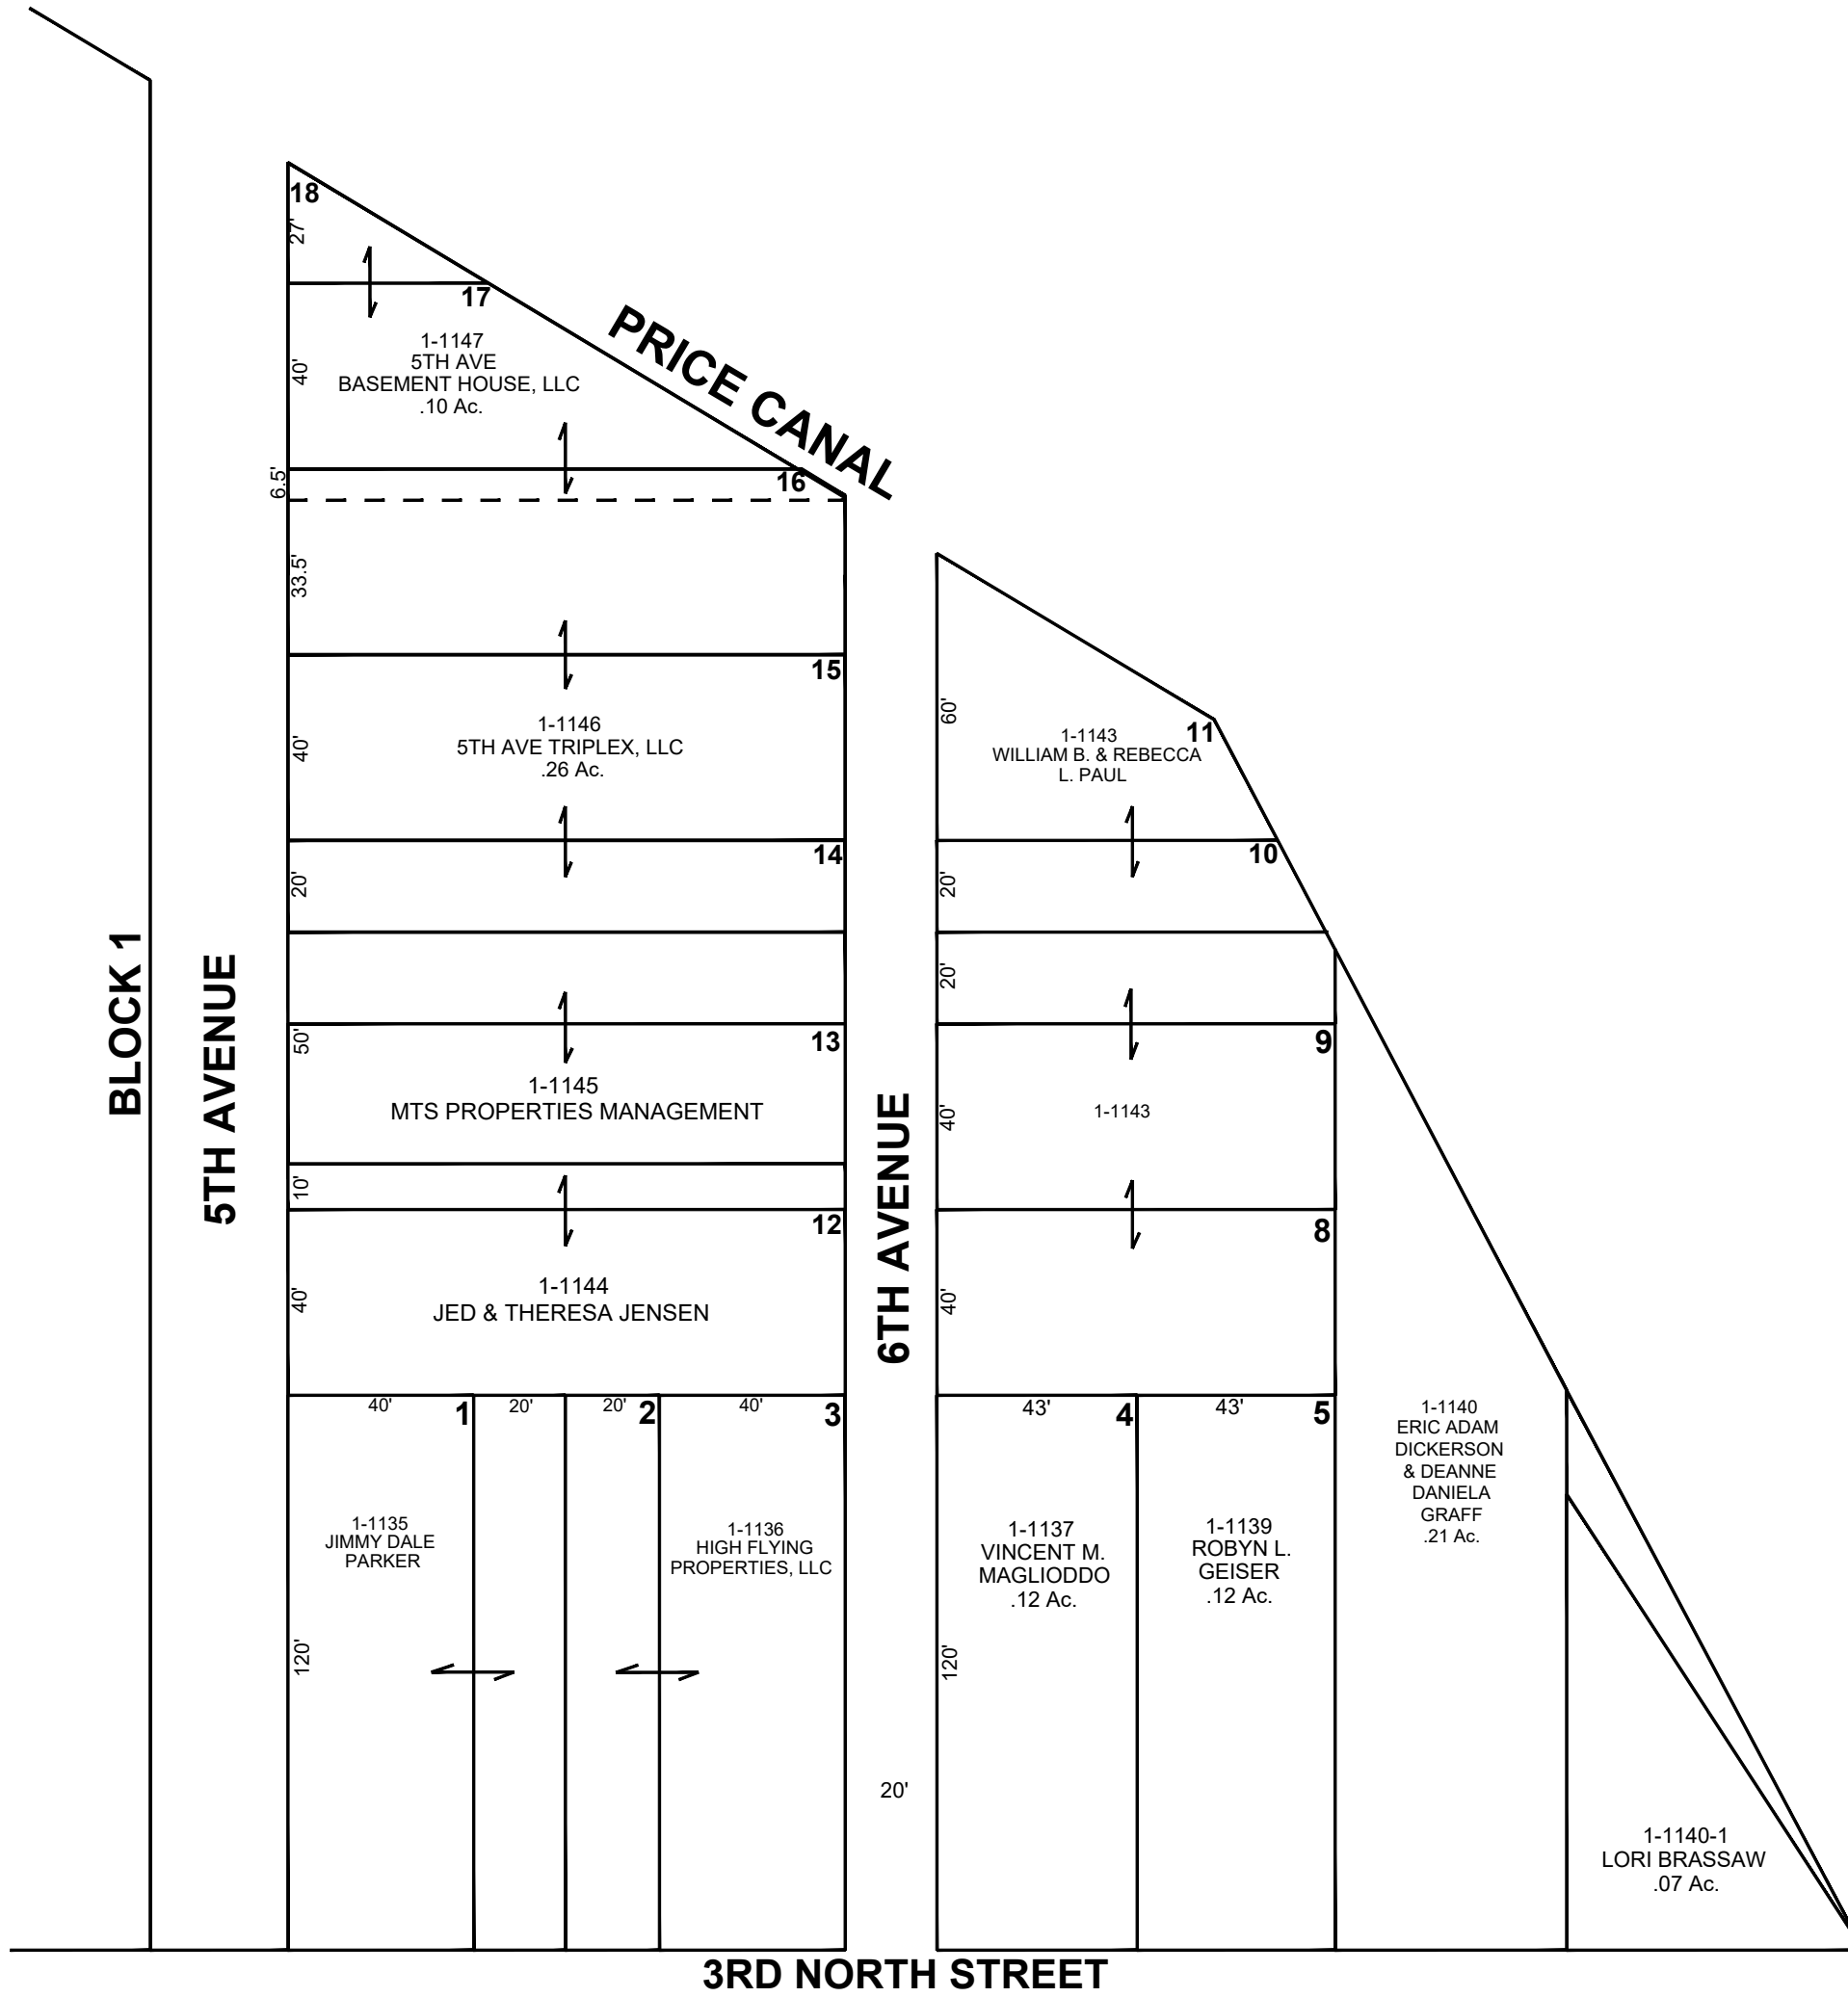 18
27'
17
1-1147
5TH AVE
BASEMENT HOUSE, LLC
.10 Ac.
40'
PRICE CANAL
6.5'
16
33.5'
15
1-1146
5TH AVE TRIPLEX, LLC
.26 Ac.
40'
14
20'
60'
11
1-1143
WILLIAM B. & REBECCA
L. PAUL
10
20'
BLOCK 1
5TH AVENUE
50'
13
1-1145
MTS PROPERTIES MANAGEMENT
10'
12
1-1144
JED & THERESA JENSEN
40'
6TH AVENUE
20'
9
40'
1-1143
8
40'
40'
1
20'
20'
2
40'
3
1-1135
JIMMY DALE
PARKER
120'
1-1136
HIGH FLYING
PROPERTIES, LLC
43'
4
43'
5
1-1137
VINCENT M.
MAGLIODDO
.12 Ac.
120'
1-1139
ROBYN L.
GEISER
.12 Ac.
1-1140
ERIC ADAM
DICKERSON
& DEANNE
DANIELA
GRAFF
.21 Ac.
20'
1-1140-1
LORI BRASSAW
.07 Ac.
3RD NORTH STREET